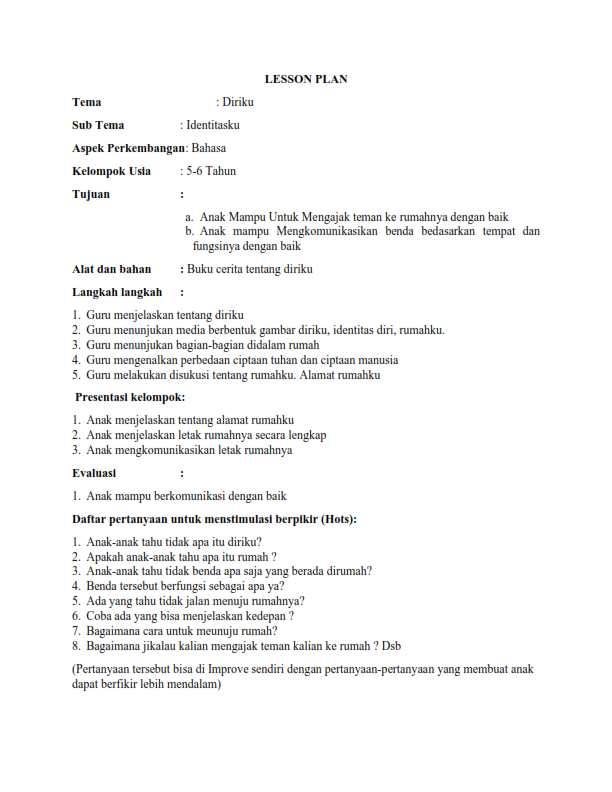 LESSON PLAN
Tema : Diriku
Sub Tema : Identitasku
Aspek Perkembangan: Bahasa
Kelompok Usia : 5-6 Tahun
Tujuan :
a. Anak Mampu Untuk Mengajak teman ke rumahnya dengan baik
b. Anak mampu Mengkomunikasikan benda bedasarkan tempat dan
fungsinya dengan baik
Alat dan bahan : Buku cerita tentang diriku
Langkah langkah :
1. Guru menjelaskan tentang diriku
2. Guru menunjukan media berbentuk gambar diriku, identitas diri, rumahku.
3. Guru menunjukan bagian-bagian didalam rumah
4. Guru mengenalkan perbedaan ciptaan tuhan dan ciptaan manusia
5. Guru melakukan disukusi tentang rumahku. Alamat rumahku
Presentasi kelompok:
1. Anak menjelaskan tentang alamat rumahku
2. Anak menjelaskan letak rumahnya secara lengkap
3. Anak mengkomunikasikan letak rumahnya
Evaluasi :
1. Anak mampu berkomunikasi dengan baik
Daftar pertanyaan untuk menstimulasi berpikir (Hots):
1. Anak-anak tahu tidak apa itu diriku?
2. Apakah anak-anak tahu apa itu rumah ?
3. Anak-anak tahu tidak benda apa saja yang berada dirumah?
4. Benda tersebut berfungsi sebagai apa ya?
5. Ada yang tahu tidak jalan menuju rumahnya?
6. Coba ada yang bisa menjelaskan kedepan ?
7. Bagaimana cara untuk meunuju rumah?
8. Bagaimana jikalau kalian mengajak teman kalian ke rumah ? Dsb
(Pertanyaan tersebut bisa di Improve sendiri dengan pertanyaan-pertanyaan yang membuat anak
dapat berfikir lebih mendalam)